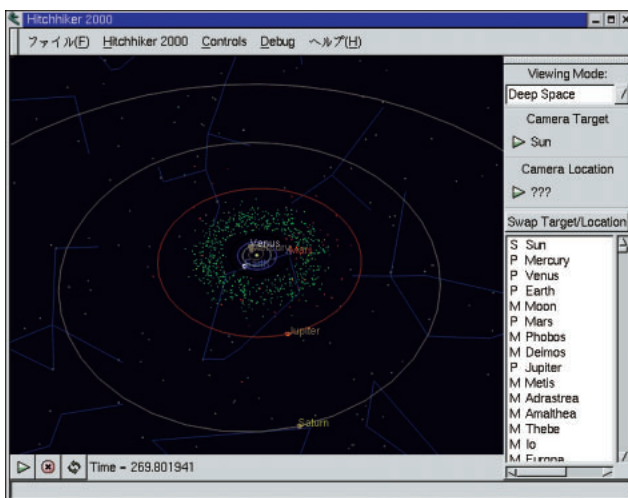 Hitchhiker 2000
ファイル(F) Hitchhiker 2000 Controls Debug ヘルプ(H)
Viewing Mode:
Deep Space
Camera Target
Sun
Camera Location
???
Swap Target/Location
S Sun
P Mercury
P Venus
P Earth
M Moon
P Mars
M Phobos
M Deimos
P Jupiter
M Metis
M Adrastrea
M Amalthea
M Thebe
M Io
M Europa
Venus
Mars
Jupiter
Saturn
Time = 269.801941